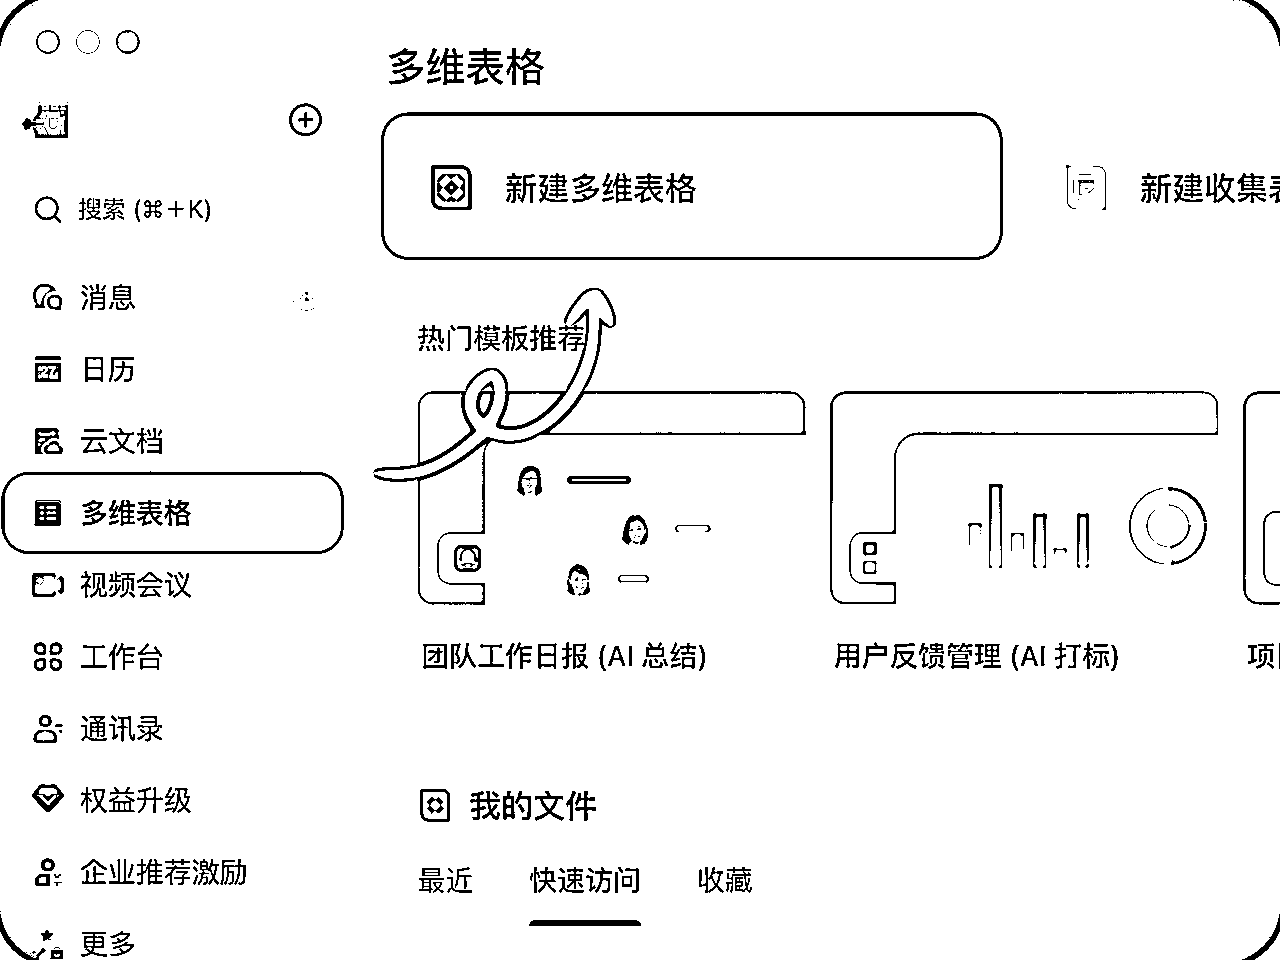 多维表格
新建多维表格
新建收集表
搜索 (⌘＋K)
消息
日历
云文档
多维表格
视频会议
工作台
通讯录
权益升级
企业推荐激励
更多
热门模板推荐
团队工作日报 (AI 总结)
用户反馈管理 (AI 打标)
项
我的文件
最近 快速访问 收藏